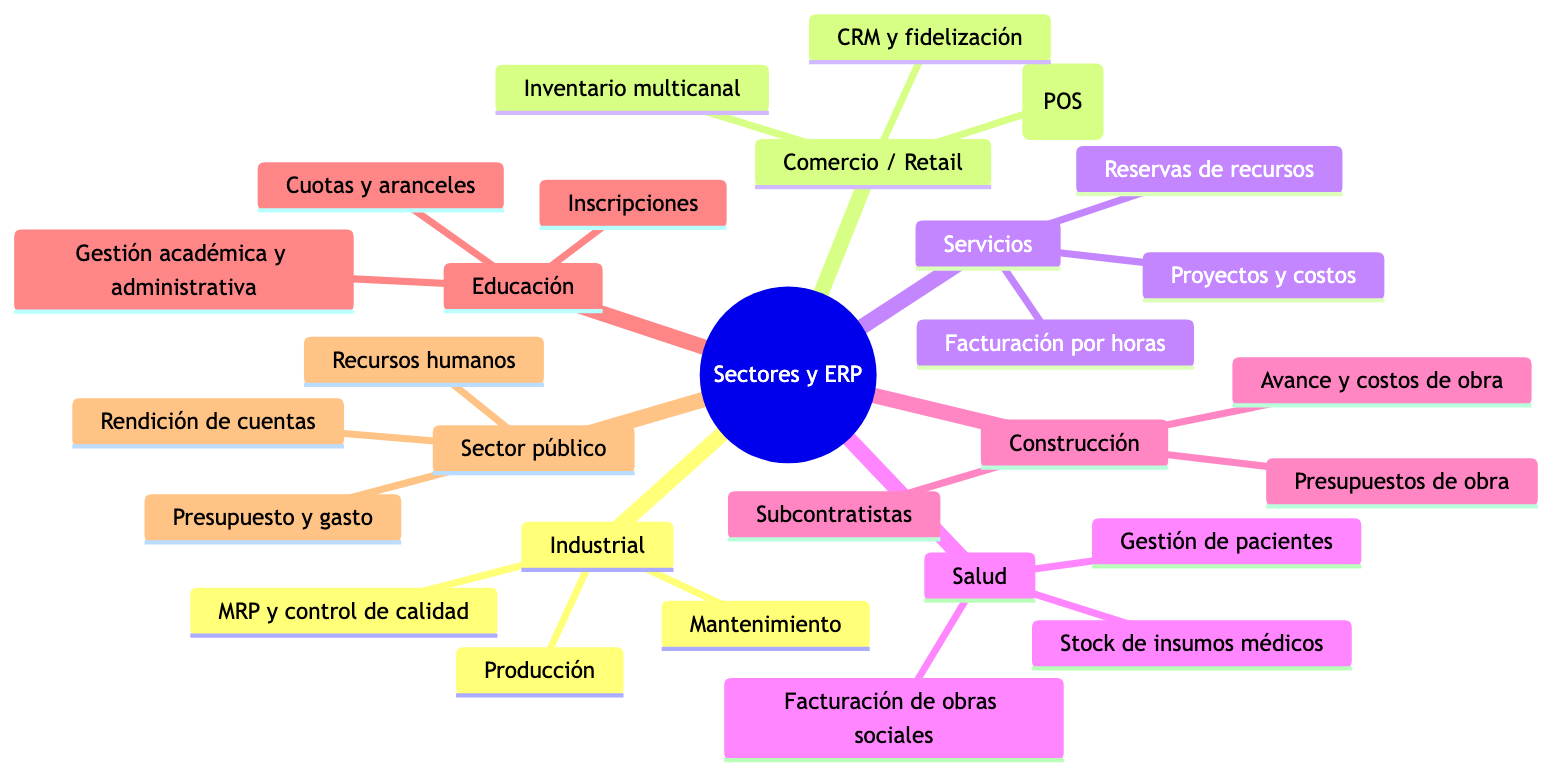 CRM y fidelización
Inventario multicanal
POS
Comercio / Retail
Reservas de recursos
Servicios
Proyectos y costos
Facturación por horas
Cuotas y aranceles
Inscripciones
Gestión académica y
administrativa
Educación
Sectores y ERP
Recursos humanos
Rendición de cuentas
Sector público
Presupuesto y gasto
Avance y costos de obra
Construcción
Presupuestos de obra
Subcontratistas
Industrial
MRP y control de calidad
Mantenimiento
Producción
Gestión de pacientes
Salud
Stock de insumos médicos
Facturación de obras
sociales